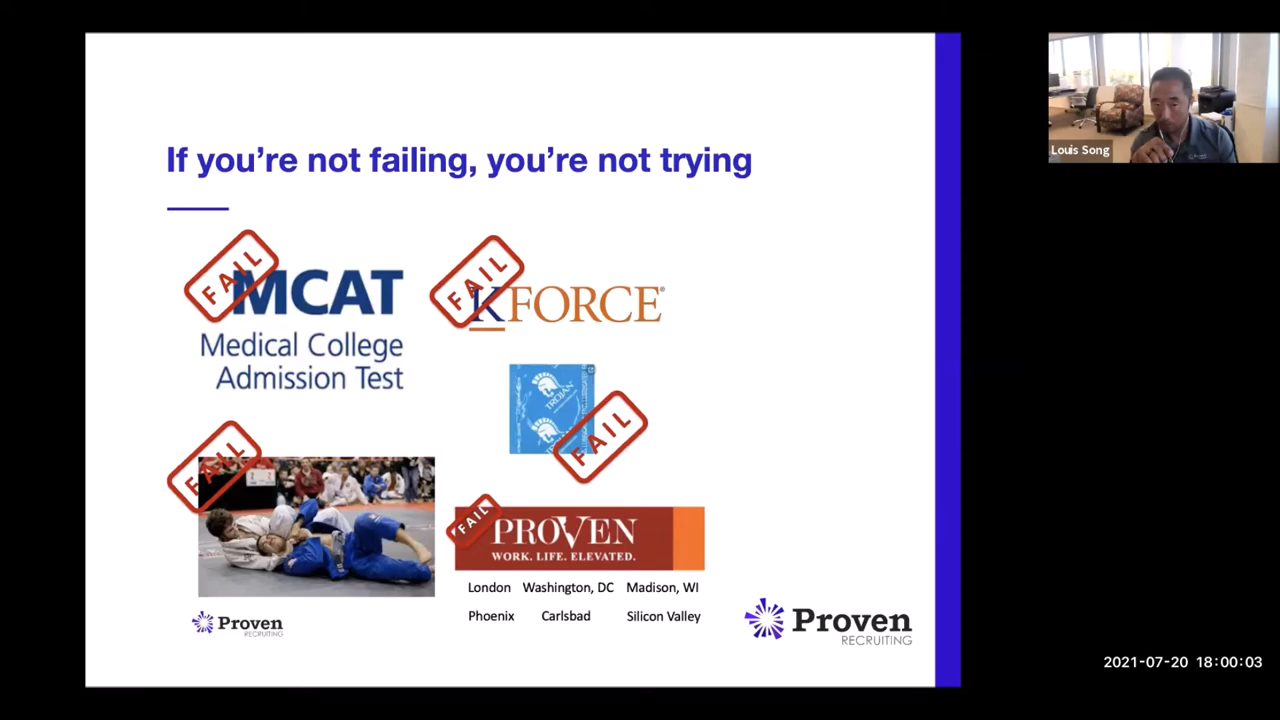 If you’re not failing, you’re not trying
FAIL
MCAT
Medical College
Admission Test
FAIL
KFORCE®
TROJAN
TROJAN
FAIL
FAIL
FAIL
PROVEN
WORK. LIFE. ELEVATED.
London Washington, DC Madison, WI
Phoenix Carlsbad Silicon Valley
Proven
RECRUITING
Proven
RECRUITING
Louis Song
2021-07-20 18:00:03